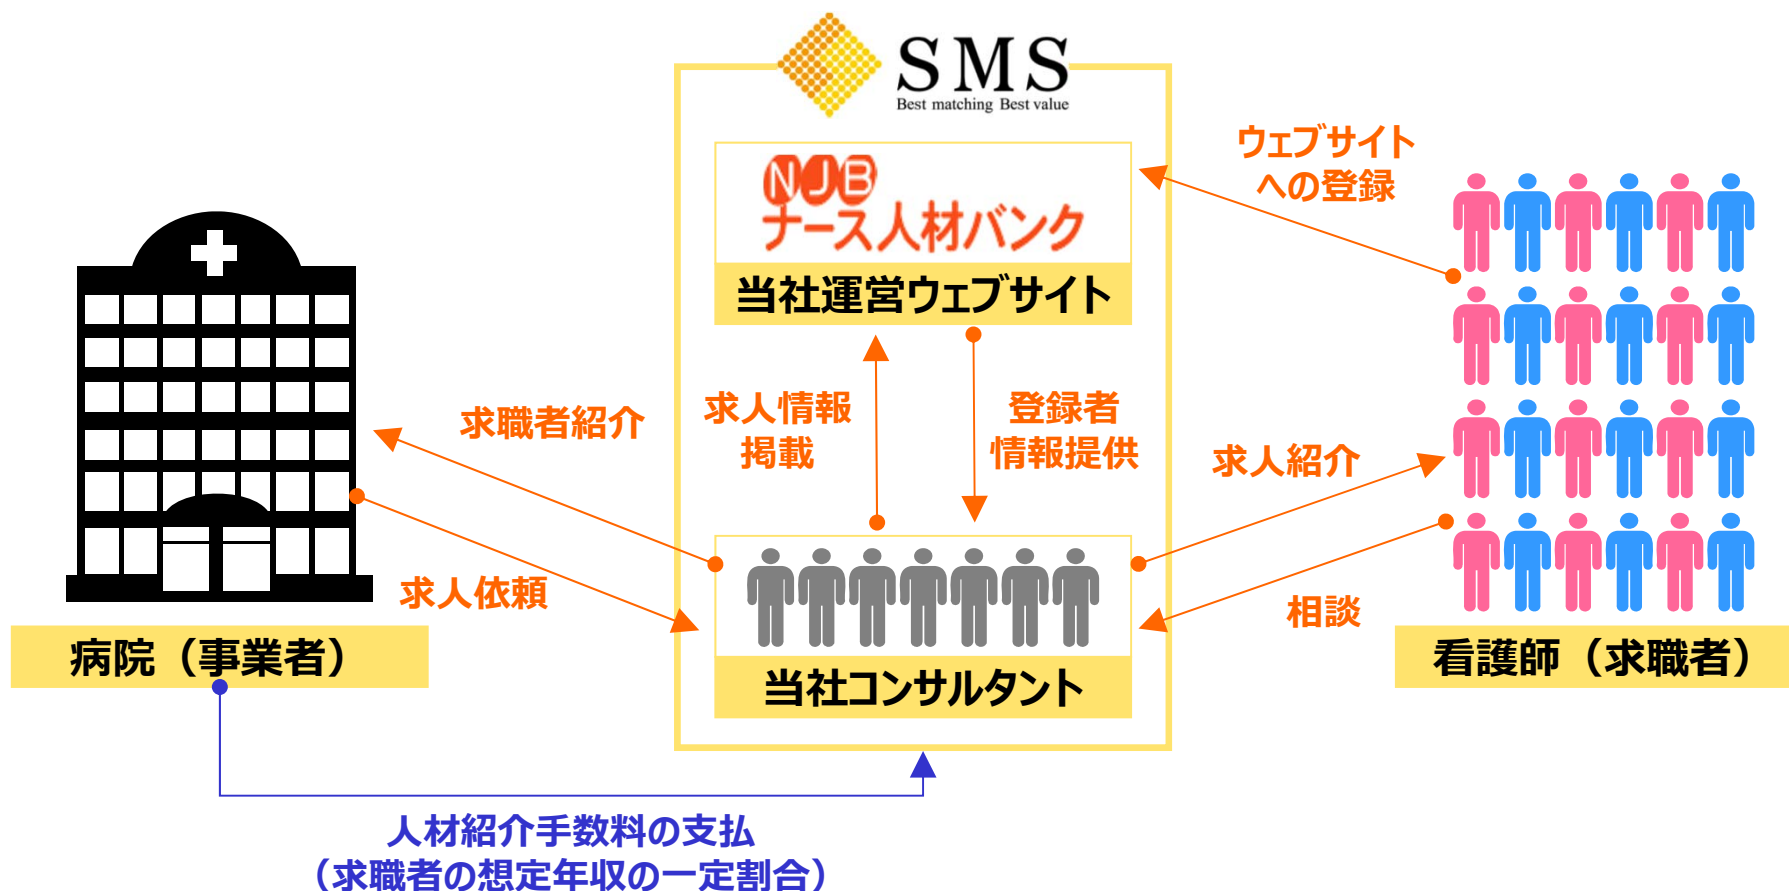 SMS
Best matching Best value
NJB
ナース人材バンク
当社運営ウェブサイト
ウェブサイト
への登録
求職者紹介
求人情報
掲載
登録者
情報提供
求人紹介
求人依頼
相談
病院（事業者）
当社コンサルタント
看護師（求職者）
人材紹介手数料の支払
（求職者の想定年収の一定割合）